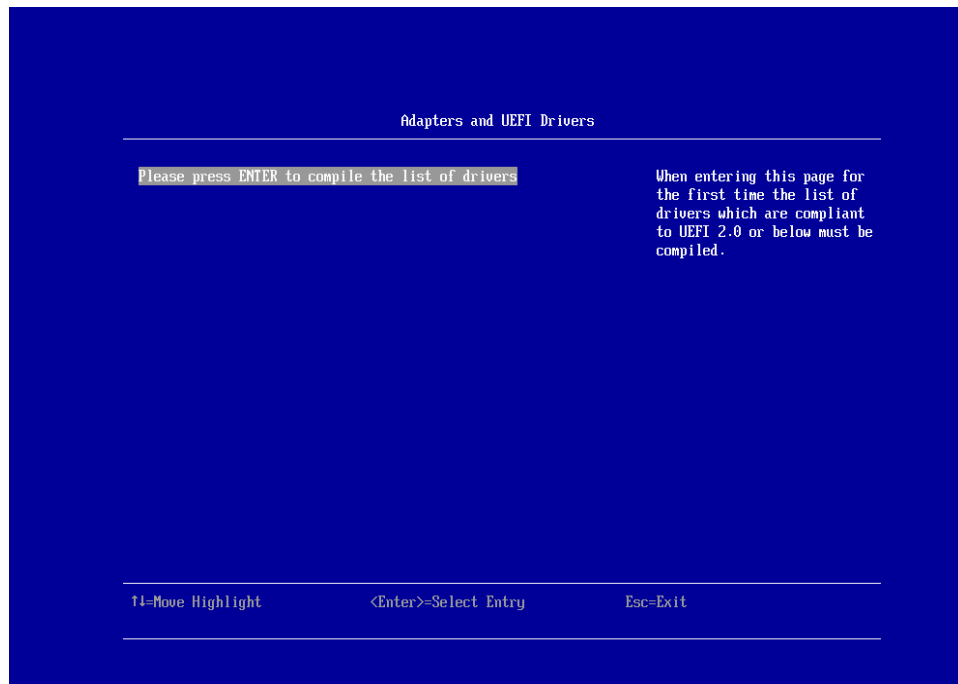 Adapters and UEFI Drivers
Please press ENTER to compile the list of drivers
When entering this page for
the first time the list of
drivers which are compliant
to UEFI 2.0 or below must be
compiled.
↑↓=Move Highlight <Enter>=Select Entry Esc=Exit